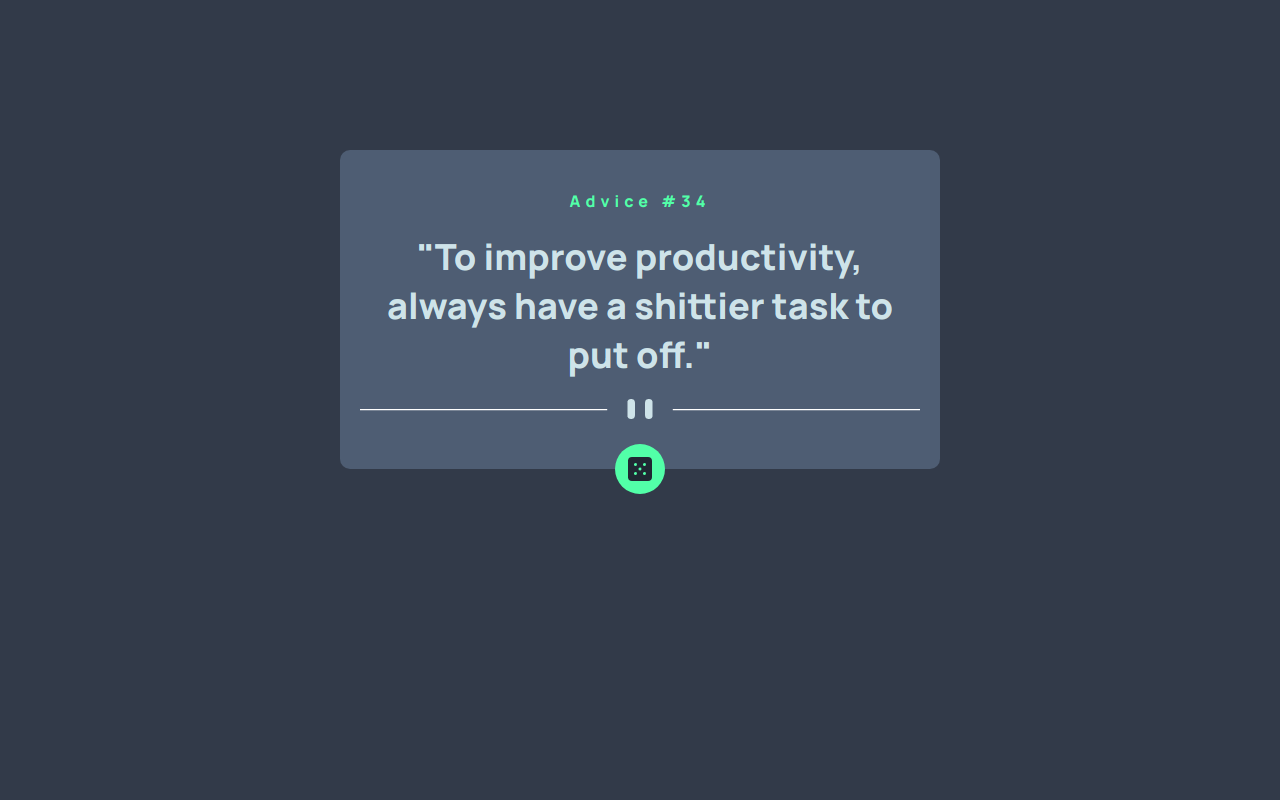 Advice #34
"To improve productivity,
always have a shittier task to
put off."